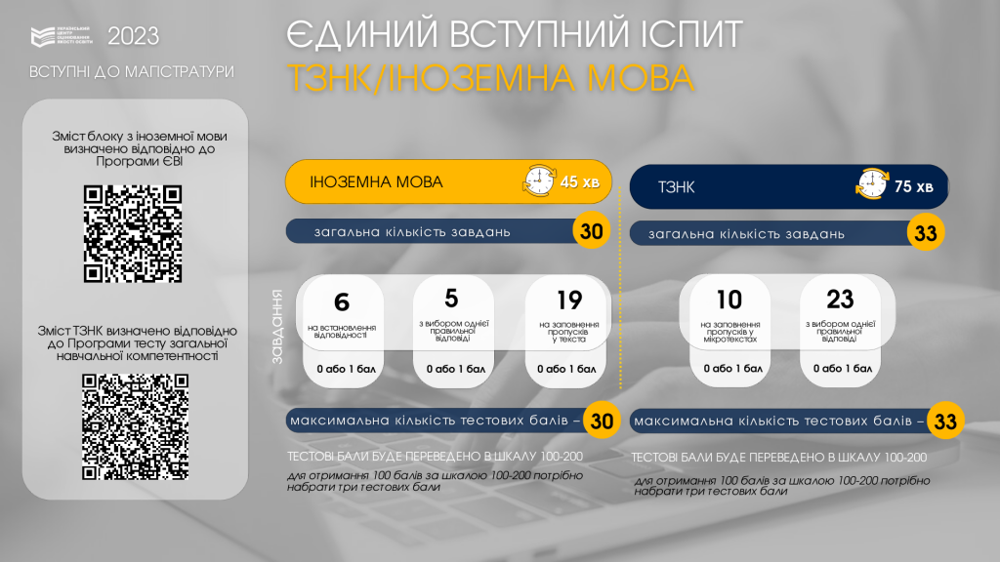 УКРАЇНСЬКИЙ
ЦЕНТР
ОЦІНЮВАННЯ
ЯКОСТІ ОСВІТИ
2023
ВСТУПНІ ДО МАГІСТРАТУРИ
ЄДИНИЙ ВСТУПНИЙ ІСПИТ
ТЗНК/ІНОЗЕМНА МОВА
Зміст блоку з іноземної мови
визначено відповідно до
Програми ЄВІ
Зміст ТЗНК визначено відповідно
до Програми тесту загальної
навчальної компетентності
ІНОЗЕМНА МОВА 45 хв
загальна кількість завдань 30
завдання
6
на встановлення
відповідності
0 або 1 бал
5
з вибором однієї
правильної
відповіді
0 або 1 бал
19
на заповнення
пропусків
у текста
0 або 1 бал
максимальна кількість тестових балів – 30
ТЕСТОВІ БАЛИ БУДЕ ПЕРЕВЕДЕНО В ШКАЛУ 100-200
для отримання 100 балів за шкалою 100-200 потрібно
набрати три тестових бали
ТЗНК 75 хв
загальна кількість завдань 33
10
на заповнення
пропусків у
мікротекстах
0 або 1 бал
23
з вибором однієї
правильної
відповіді
0 або 1 бал
максимальна кількість тестових балів – 33
ТЕСТОВІ БАЛИ БУДЕ ПЕРЕВЕДЕНО В ШКАЛУ 100-200
для отримання 100 балів за шкалою 100-200 потрібно
набрати три тестових бали